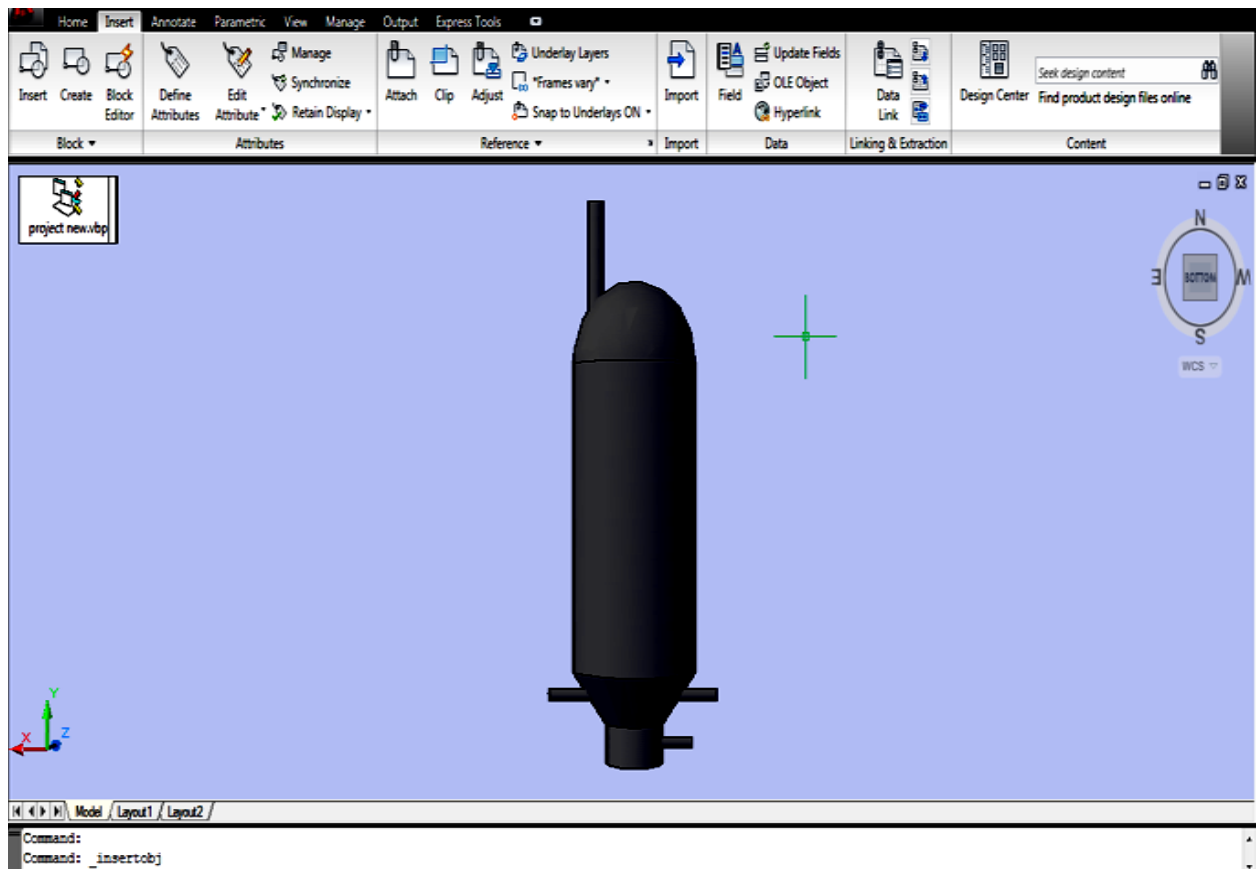 Home Insert Annotate Parametric View Manage Output Express Tools
Insert Create Block Editor Define Attributes Edit Attribute Manage Synchronize Retain Display
Attach Clip Adjust Underlay Layers *Frames vary* Snap to Underlays ON
Import Field Update Fields OLE Object Hyperlink
Data Link Design Center Seek design content Find product design files online
Block Attributes Reference Import Data Linking & Extraction Content
project new.vbp
N
E BOTTOM W
S
WCS
Y
X Z
Model Layout1 Layout2
Command:
Command: _insertobj